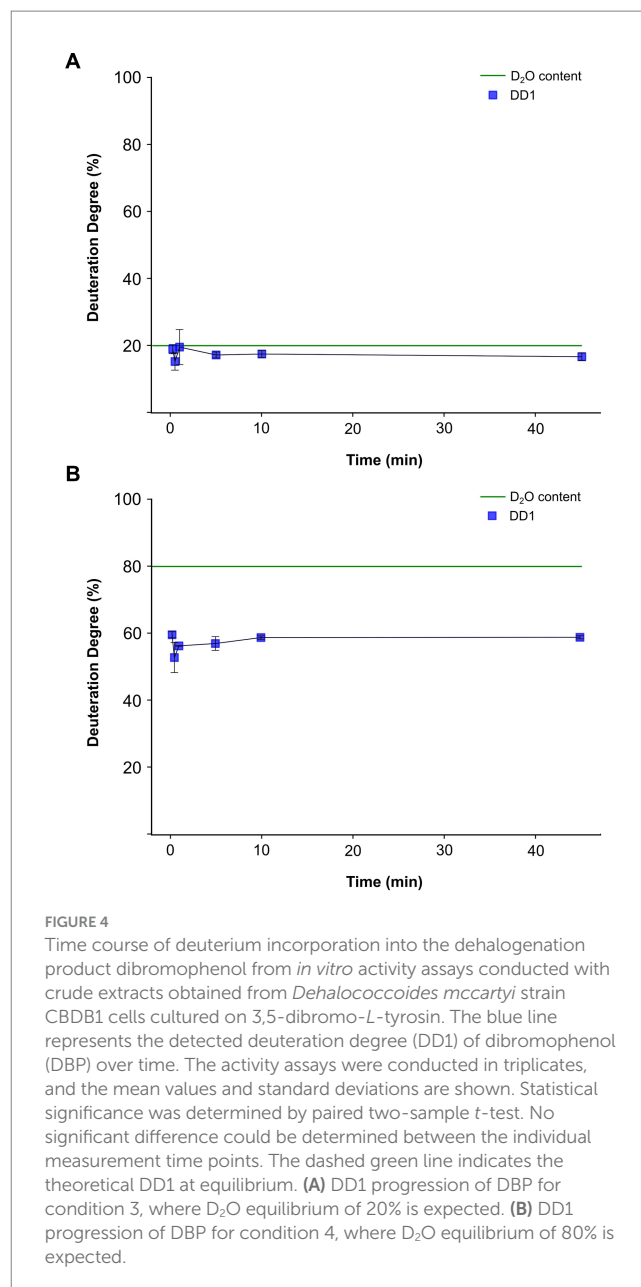 A
100
80
60
40
20
Deuteration Degree (%)
D₂O content
DD1
0 10 20 30 40
Time (min)
B
100
80
60
40
20
Deuteration Degree (%)
D₂O content
DD1
0 10 20 30 40
Time (min)
FIGURE 4
Time course of deuterium incorporation into the dehalogenation
product dibromophenol from in vitro activity assays conducted with
crude extracts obtained from Dehalococcoides mccartyi strain
CBDB1 cells cultured on 3,5-dibromo-L-tyrosin. The blue line
represents the detected deuteration degree (DD1) of dibromophenol
(DBP) over time. The activity assays were conducted in triplicates,
and the mean values and standard deviations are shown. Statistical
significance was determined by paired two-sample t-test. No
significant difference could be determined between the individual
measurement time points. The dashed green line indicates the
theoretical DD1 at equilibrium. (A) DD1 progression of DBP for
condition 3, where D₂O equilibrium of 20% is expected. (B) DD1
progression of DBP for condition 4, where D₂O equilibrium of 80% is
expected.